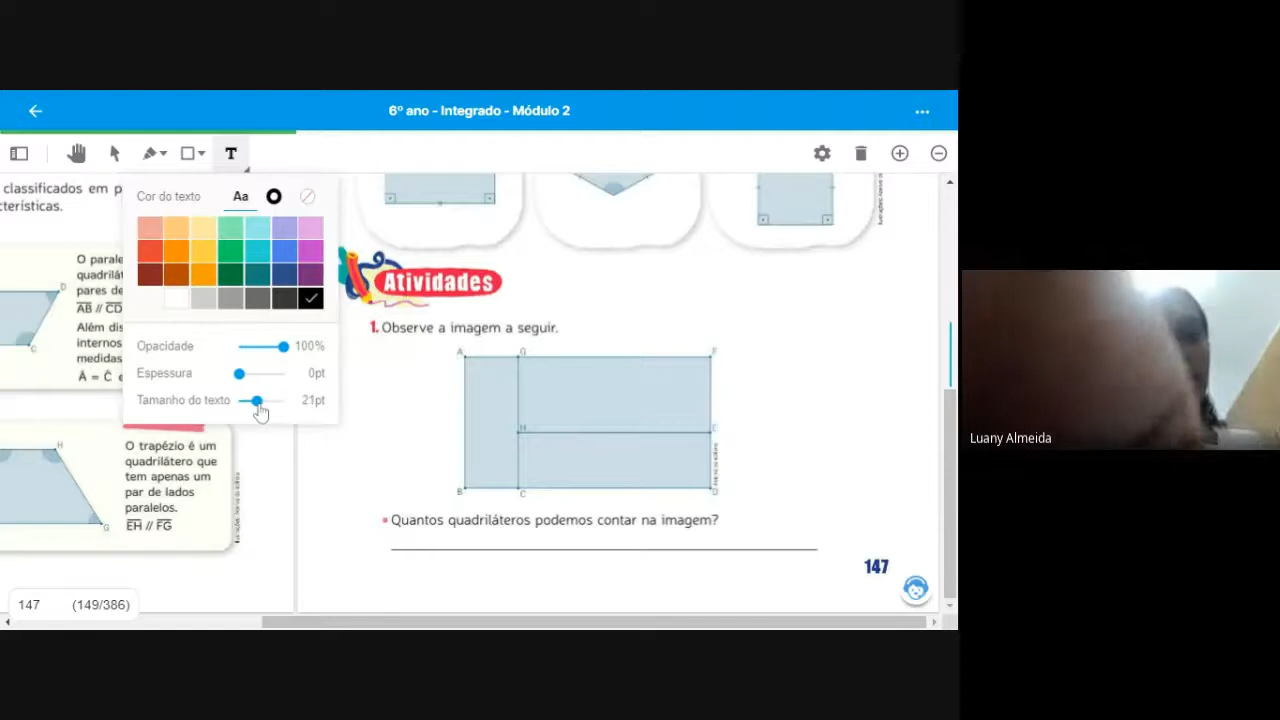 6º ano - Integrado - Módulo 2
T
classificados em p
cterísticas.
Cor do texto Aa
Opacidade 100%
Espessura 0pt
Tamanho do texto 21pt
O parale
quadrilát
pares de
AB // CD
Além dis
internos
medidas
Â = Ĉ e
D
C
H
G
O trapézio é um
quadrilátero que
tem apenas um
par de lados
paralelos.
EH // FG
147 (149/386)
Atividades
1. Observe a imagem a seguir.
A G F
H E
B C D
Quantos quadriláteros podemos contar na imagem?
147
Luany Almeida